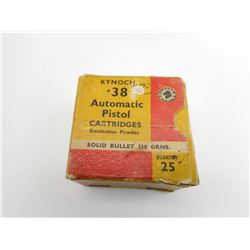 KYNOCH
.38
Automatic
Pistol
CARTRIDGES
Smokeless Powder
SOLID BULLET 130 GRNS.
QUANTITY
25